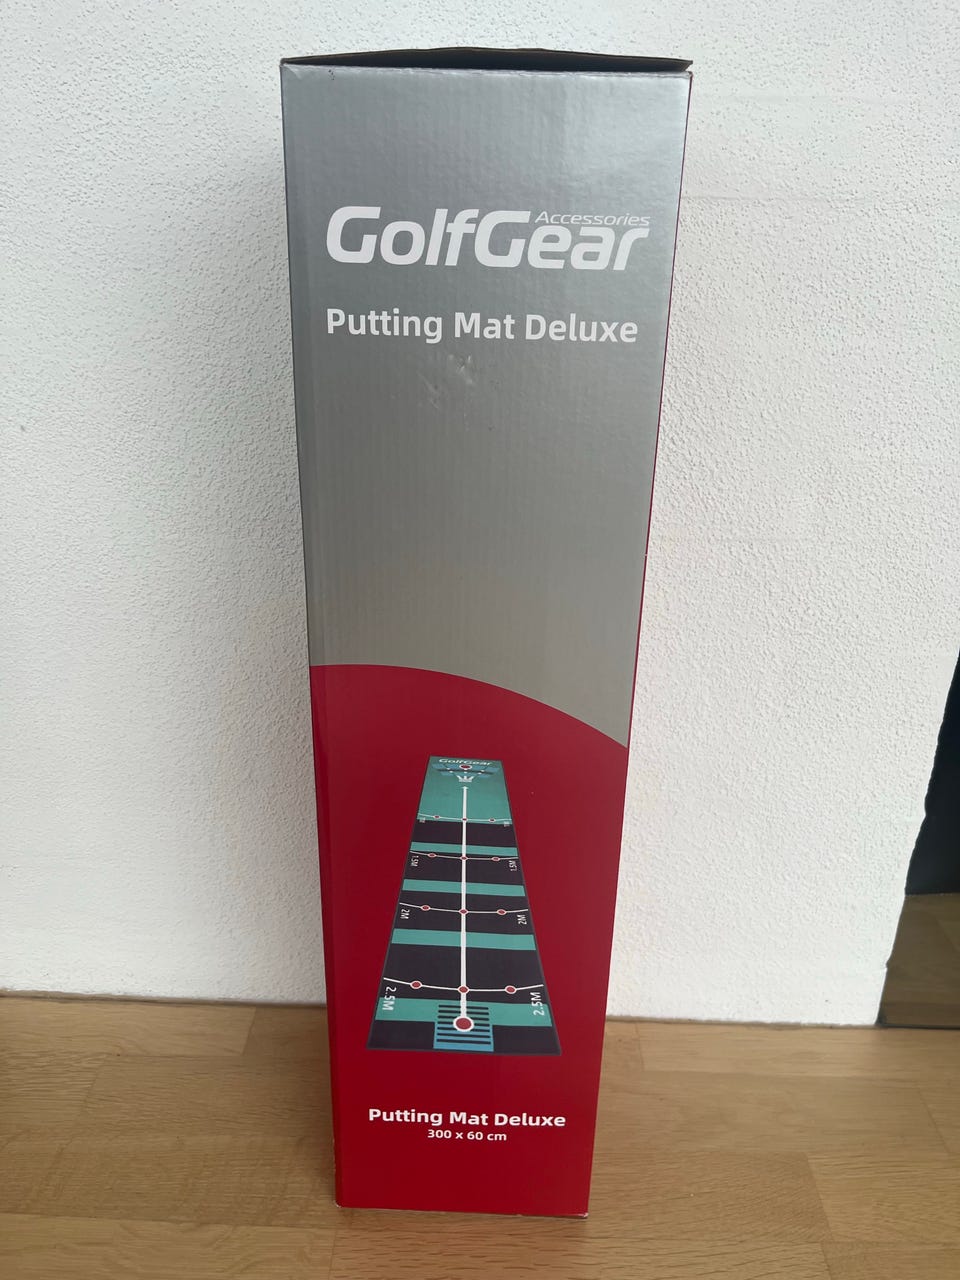 GolfGear Accessories
Putting Mat Deluxe
GolfGear
1.5M 1.5M
2M 2M
2.5M 2.5M
Putting Mat Deluxe
300 x 60 cm